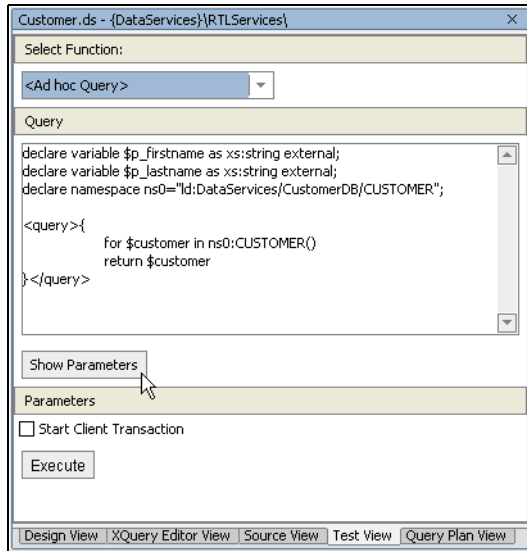 Customer.ds - {DataServices}\RTLServices\
Select Function:
<Ad hoc Query>
Query
declare variable $p_firstname as xs:string external;
declare variable $p_lastname as xs:string external;
declare namespace ns0="ld:DataServices/CustomerDB/CUSTOMER";
<query>{
for $customer in ns0:CUSTOMER()
return $customer
}</query>
Show Parameters
Parameters
Start Client Transaction
Execute
Design View XQuery Editor View Source View Test View Query Plan View